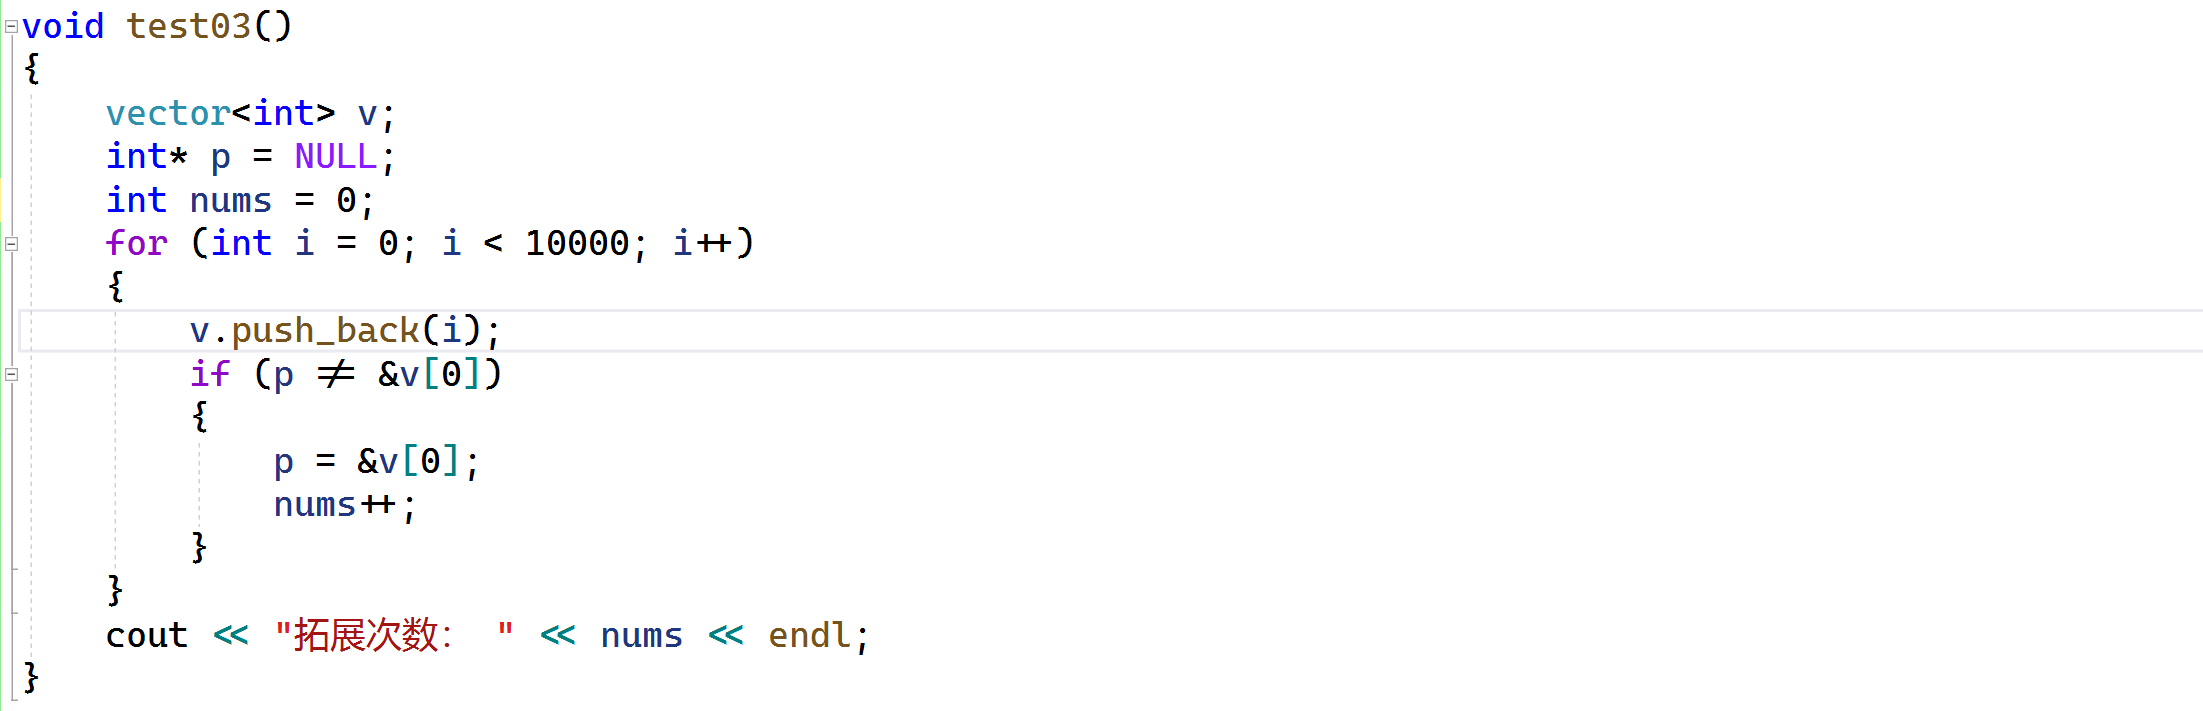 void test03()
{
    vector<int> v;
    int* p = NULL;
    int nums = 0;
    for (int i = 0; i < 10000; i++)
    {
        v.push_back(i);
        if (p != &v[0])
        {
            p = &v[0];
            nums++;
        }
    }
    cout << "拓展次数： " << nums << endl;
}